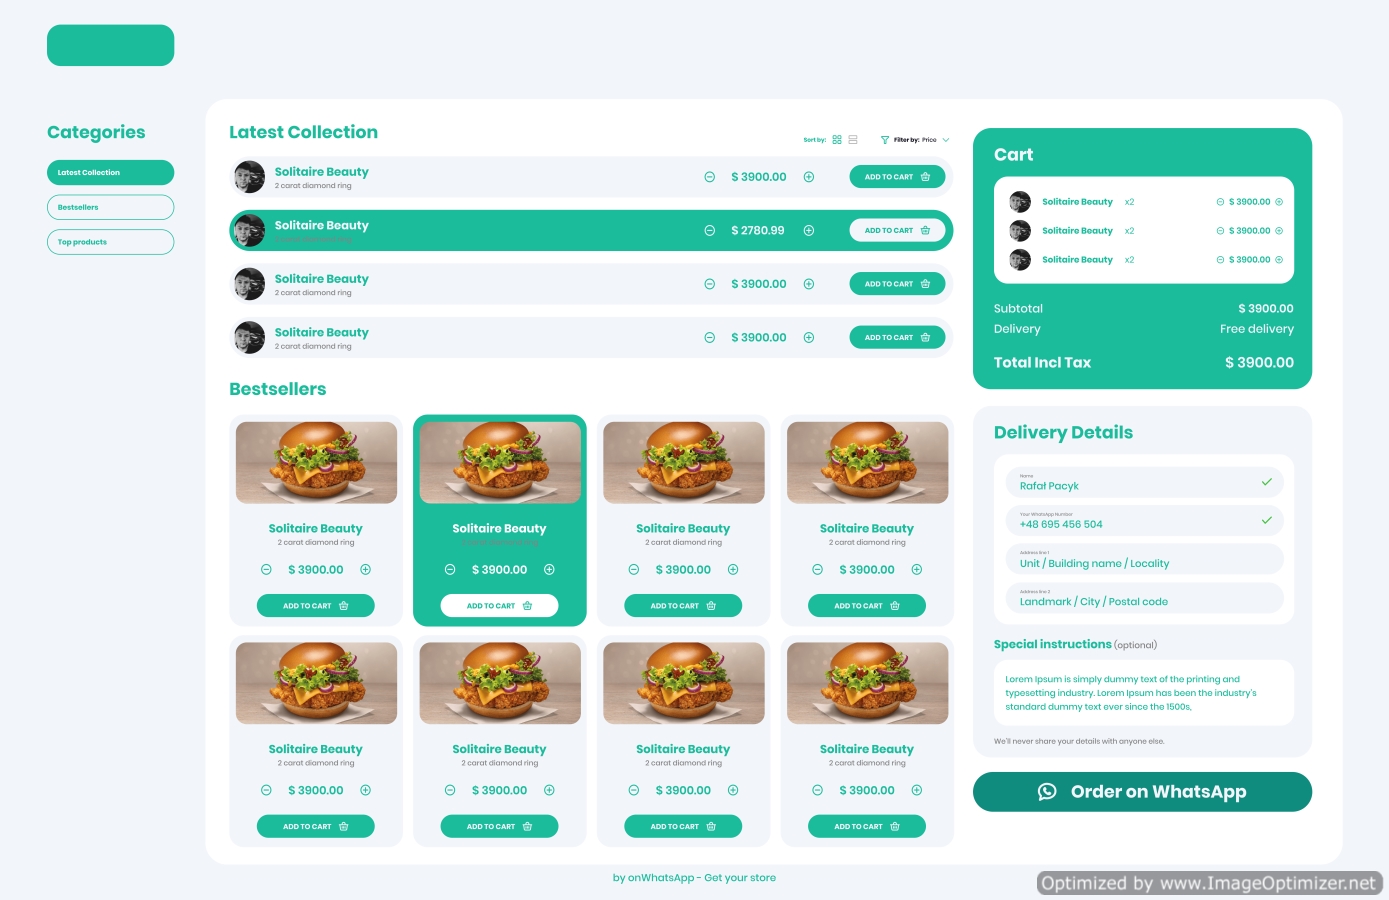 Categories
Latest Collection
Bestsellers
Top products
Latest Collection
Sort by:
Filter by: Price
Solitaire Beauty
2 carat diamond ring
$ 3900.00
ADD TO CART
Solitaire Beauty
2 carat diamond ring
$ 2780.99
ADD TO CART
Solitaire Beauty
2 carat diamond ring
$ 3900.00
ADD TO CART
Solitaire Beauty
2 carat diamond ring
$ 3900.00
ADD TO CART
Bestsellers
Solitaire Beauty
2 carat diamond ring
$ 3900.00
ADD TO CART
Solitaire Beauty
2 carat diamond ring
$ 3900.00
ADD TO CART
Solitaire Beauty
2 carat diamond ring
$ 3900.00
ADD TO CART
Solitaire Beauty
2 carat diamond ring
$ 3900.00
ADD TO CART
Solitaire Beauty
2 carat diamond ring
$ 3900.00
ADD TO CART
Solitaire Beauty
2 carat diamond ring
$ 3900.00
ADD TO CART
Solitaire Beauty
2 carat diamond ring
$ 3900.00
ADD TO CART
Solitaire Beauty
2 carat diamond ring
$ 3900.00
ADD TO CART
Cart
Solitaire Beauty x2 $ 3900.00
Solitaire Beauty x2 $ 3900.00
Solitaire Beauty x2 $ 3900.00
Subtotal $ 3900.00
Delivery Free delivery
Total Incl Tax $ 3900.00
Delivery Details
Name
Rafał Pacyk
Your WhatsApp Number
+48 695 456 504
Address line 1
Unit / Building name / Locality
Address line 2
Landmark / City / Postal code
Special instructions (optional)
Lorem Ipsum is simply dummy text of the printing and
typesetting industry. Lorem Ipsum has been the industry's
standard dummy text ever since the 1500s,
We'll never share your details with anyone else.
Order on WhatsApp
by onWhatsApp - Get your store
Optimized by www.ImageOptimizer.net